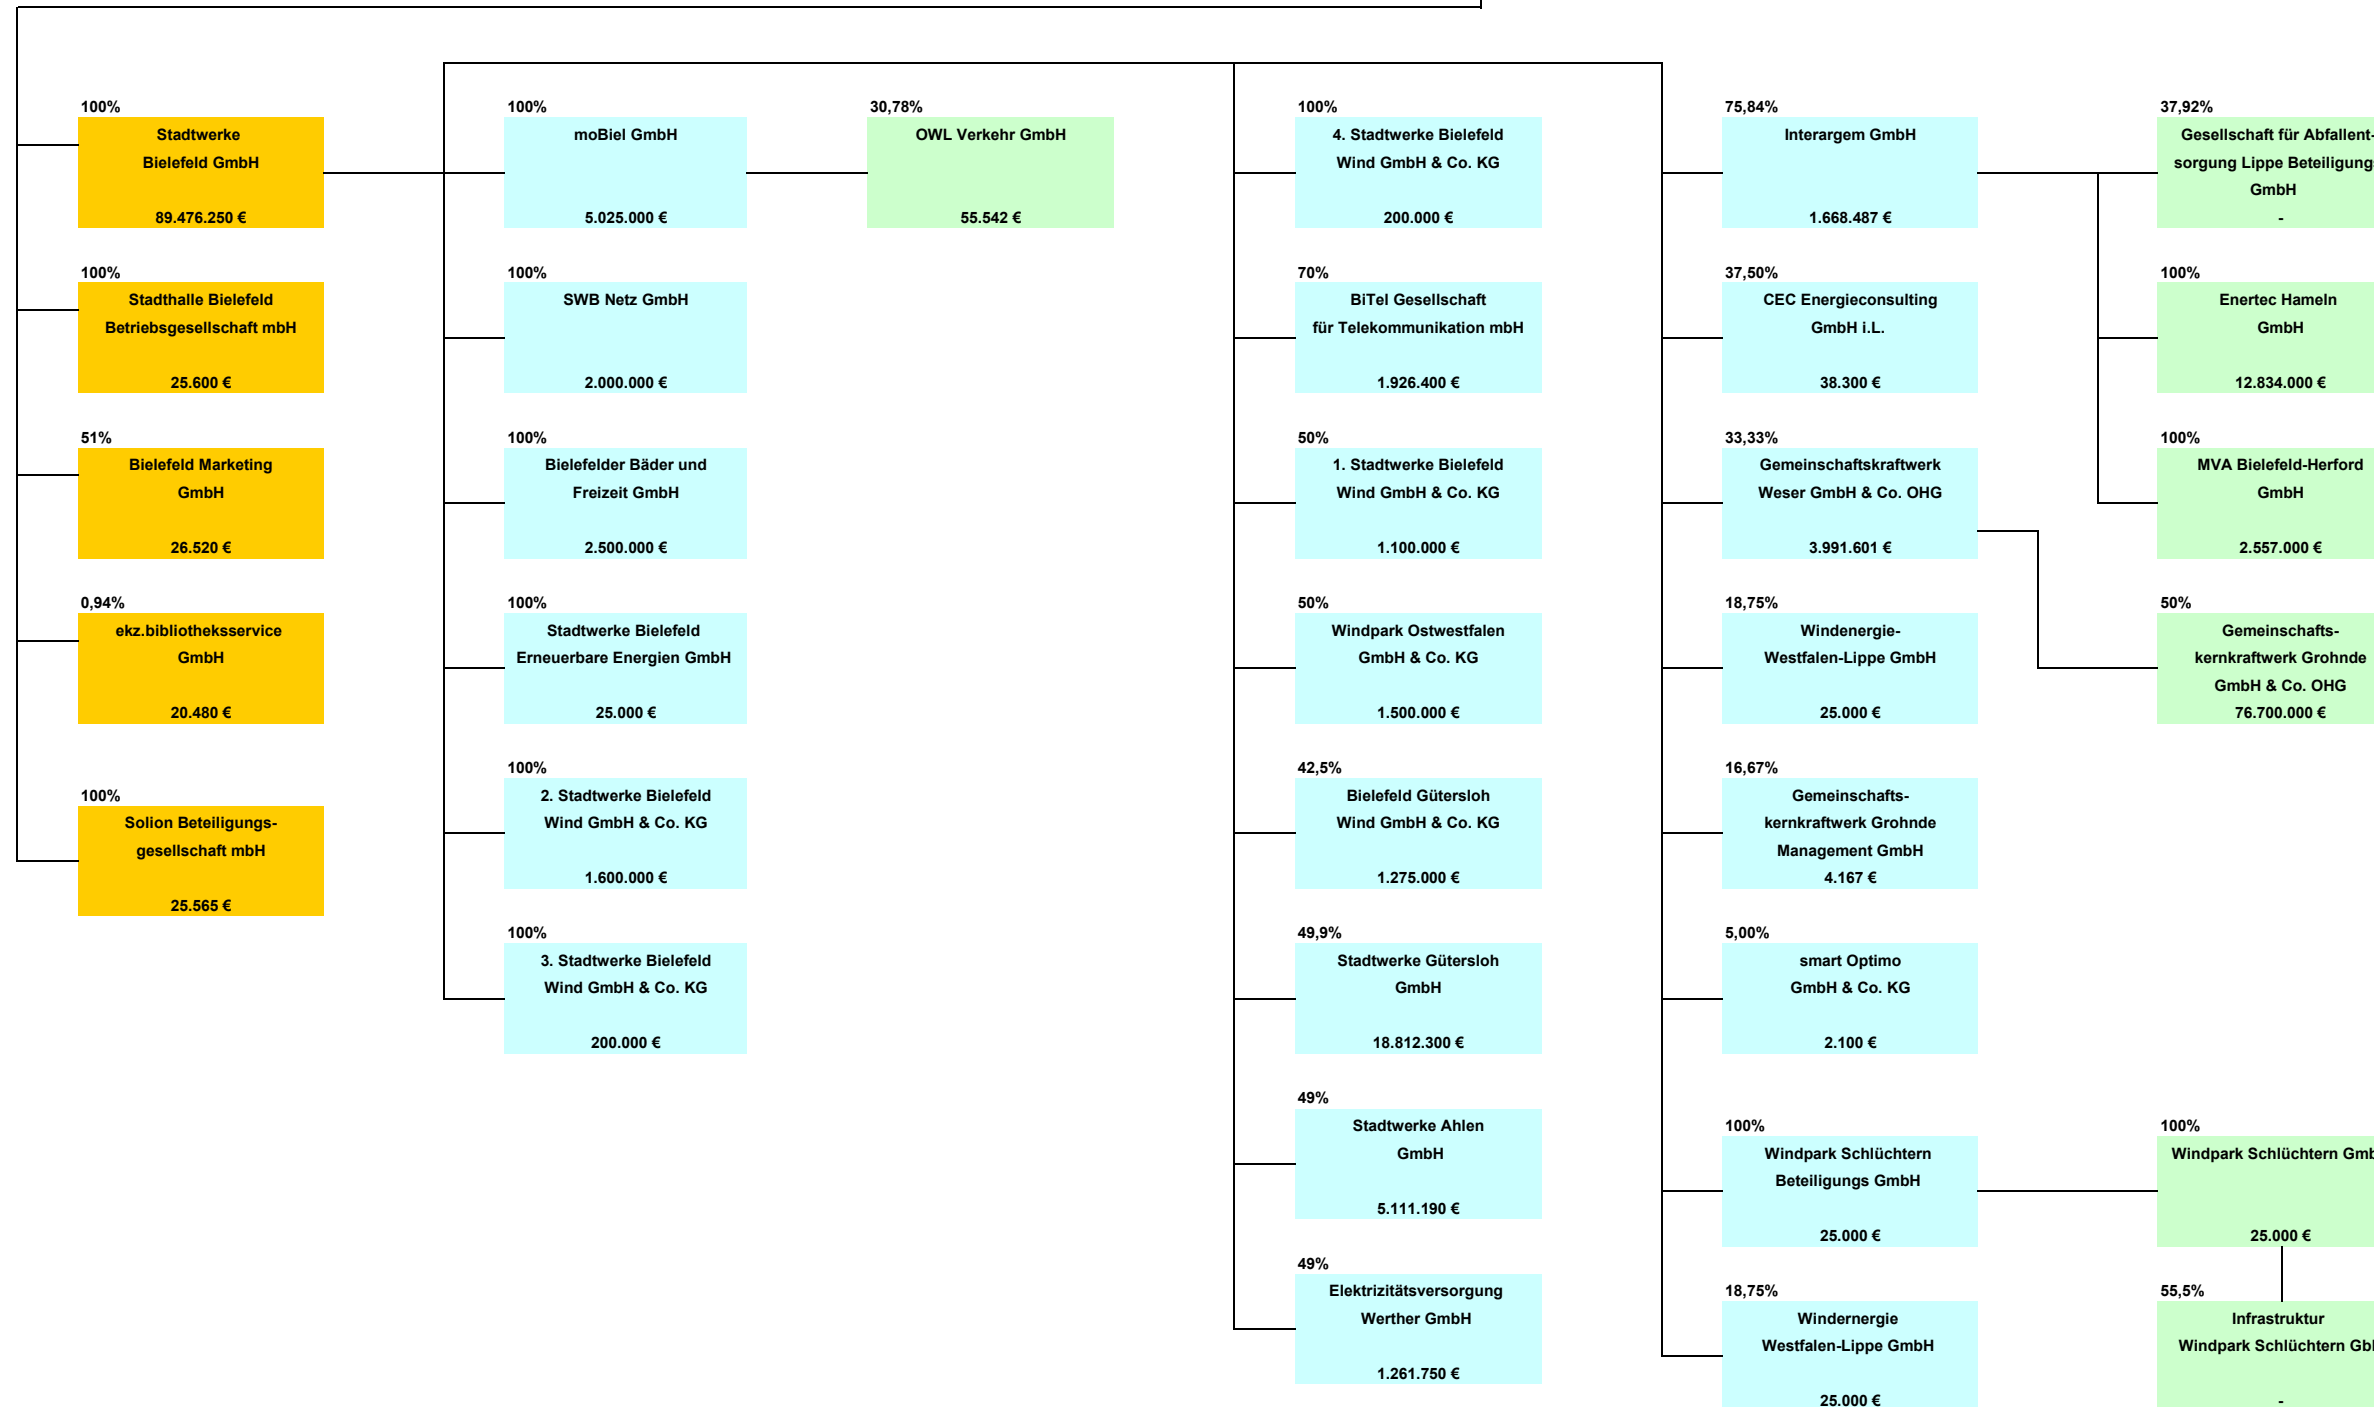 100%
Stadtwerke
Bielefeld GmbH
89.476.250 €
100%
Stadthalle Bielefeld
Betriebsgesellschaft mbH
25.600 €
51%
Bielefeld Marketing
GmbH
26.520 €
0,94%
ekz.bibliotheksservice
GmbH
20.480 €
100%
Solion Beteiligungs-
gesellschaft mbH
25.565 €
100%
moBiel GmbH
5.025.000 €
100%
SWB Netz GmbH
2.000.000 €
100%
Bielefelder Bäder und
Freizeit GmbH
2.500.000 €
100%
Stadtwerke Bielefeld
Erneuerbare Energien GmbH
25.000 €
100%
2. Stadtwerke Bielefeld
Wind GmbH & Co. KG
1.600.000 €
100%
3. Stadtwerke Bielefeld
Wind GmbH & Co. KG
200.000 €
30,78%
OWL Verkehr GmbH
55.542 €
100%
4. Stadtwerke Bielefeld
Wind GmbH & Co. KG
200.000 €
70%
BiTel Gesellschaft
für Telekommunikation mbH
1.926.400 €
50%
1. Stadtwerke Bielefeld
Wind GmbH & Co. KG
1.100.000 €
50%
Windpark Ostwestfalen
GmbH & Co. KG
1.500.000 €
42,5%
Bielefeld Gütersloh
Wind GmbH & Co. KG
1.275.000 €
49,9%
Stadtwerke Gütersloh
GmbH
18.812.300 €
49%
Stadtwerke Ahlen
GmbH
5.111.190 €
49%
Elektrizitätsversorgung
Werther GmbH
1.261.750 €
75,84%
Interargem GmbH
1.668.487 €
37,50%
CEC Energieconsulting
GmbH i.L.
38.300 €
33,33%
Gemeinschaftskraftwerk
Weser GmbH & Co. OHG
3.991.601 €
18,75%
Windenergie-
Westfalen-Lippe GmbH
25.000 €
16,67%
Gemeinschafts-
kernkraftwerk Grohnde
Management GmbH
4.167 €
5,00%
smart Optimo
GmbH & Co. KG
2.100 €
100%
Windpark Schlüchtern
Beteiligungs GmbH
25.000 €
18,75%
Windernergie
Westfalen-Lippe GmbH
25.000 €
37,92%
Gesellschaft für Abfallent-
sorgung Lippe
GmbH
-
100%
Enertec Hameln
GmbH
12.834.000 €
100%
MVA Bielefeld-Herford
GmbH
2.557.000 €
50%
Gemeinschafts-
kernkraftwerk Grohnde
GmbH & Co. OHG
76.700.000 €
100%
Windpark Schlüchtern
25.000 €
55,5%
Infrastruktur
Windpark Schlüchtern
-